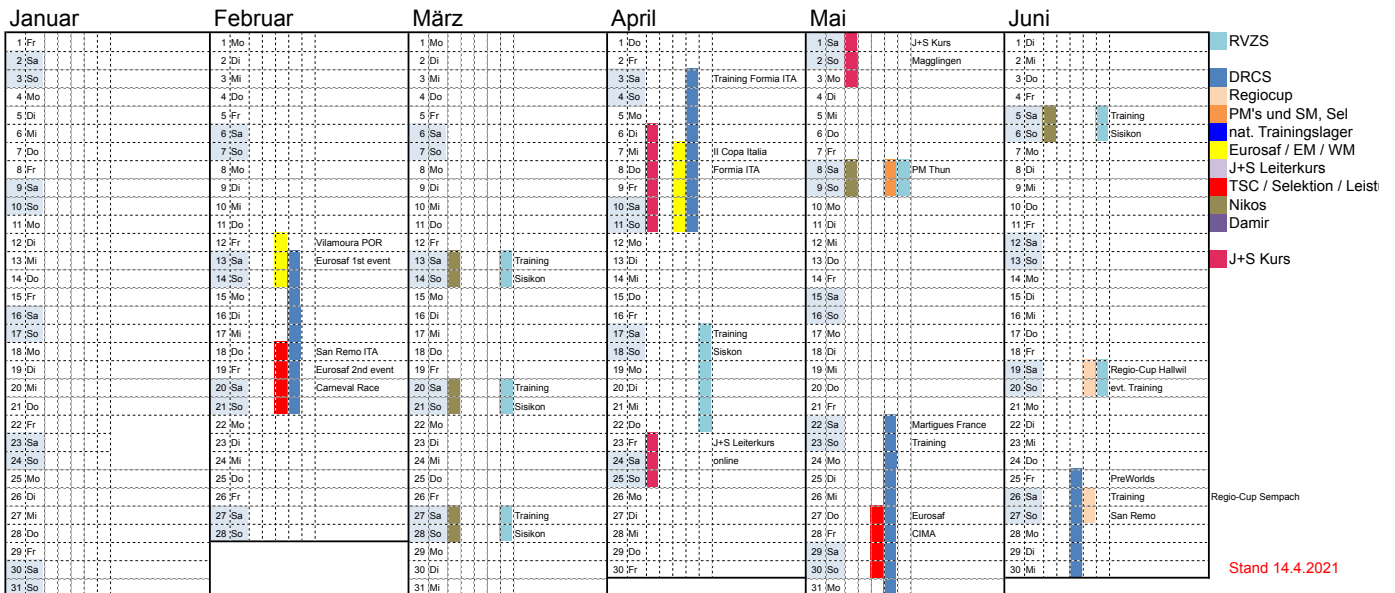 Januar Februar März April Mai Juni
1 Fr 1 Mo 1 Mo 1 Do 1 Sa J+S Kurs 1 Di RVZS
2 Sa 2 Di 2 Di 2 Fr 2 So Magglingen 2 Mi
3 So 3 Mi 3 Mi 3 Sa Training Formia ITA 3 Mo 3 Do DRCS
4 Mo 4 Do 4 Do 4 So 4 Di 4 Fr Regiocup
5 Di 5 Fr 5 Fr 5 Mo 5 Mi 5 Sa Training PM's und SM, Sel
6 Mi 6 Sa 6 Sa 6 Di 6 Do 6 So Sisikon nat. Trainingslager
7 Do 7 So 7 So 7 Mi II Copa Italia 7 Fr 7 Mo Eurosaf / EM / WM
8 Fr 8 Mo 8 Mo 8 Do Formia ITA 8 Sa PM Thun 8 Di J+S Leiterkurs
9 Sa 9 Di 9 Di 9 Fr 9 So 9 Mi TSC / Selektion / Leist
10 So 10 Mi 10 Mi 10 Sa 10 Mo 10 Do Nikos
11 Mo 11 Do 11 Do 11 So 11 Di 11 Fr Damir
12 Di 12 Fr Vilamoura POR 12 Fr 12 Mo 12 Mi 12 Sa
13 Mi 13 Sa Eurosaf 1st event 13 Sa Training 13 Di 13 Do 13 So J+S Kurs
14 Do 14 So 14 So Sisikon 14 Mi 14 Fr 14 Mo
15 Fr 15 Mo 15 Mo 15 Do 15 Sa 15 Di
16 Sa 16 Di 16 Di 16 Fr 16 So 16 Mi
17 So 17 Mi 17 Mi 17 Sa Training 17 Mo 17 Do
18 Mo 18 Do San Remo ITA 18 Do 18 So Siskon 18 Di 18 Fr
19 Di 19 Fr Eurosaf 2nd event 19 Fr 19 Mo 19 Mi 19 Sa Regio-Cup Hallwil
20 Mi 20 Sa Carneval Race 20 Sa Training 20 Di 20 Do 20 So evt. Training
21 Do 21 So 21 So Sisikon 21 Mi 21 Fr 21 Mo
22 Fr 22 Mo 22 Mo 22 Do 22 Sa Martigues France 22 Di
23 Sa 23 Di 23 Di 23 Fr J+S Leiterkurs 23 So Training 23 Mi
24 So 24 Mi 24 Mi 24 Sa online 24 Mo 24 Do
25 Mo 25 Do 25 Do 25 So 25 Di 25 Fr PreWorlds
26 Di 26 Fr 26 Fr 26 Mo 26 Mi 26 Sa Training Regio-Cup Sempach
27 Mi 27 Sa 27 Sa Training 27 Di 27 Do Eurosaf 27 So San Remo
28 Do 28 So 28 So Sisikon 28 Mi 28 Fr CIMA 28 Mo
29 Fr 29 Mo 29 Do 29 Sa 29 Di
30 Sa 30 Di 30 Fr 30 So 30 Mi Stand 14.4.2021
31 So 31 Mi 31 Mo